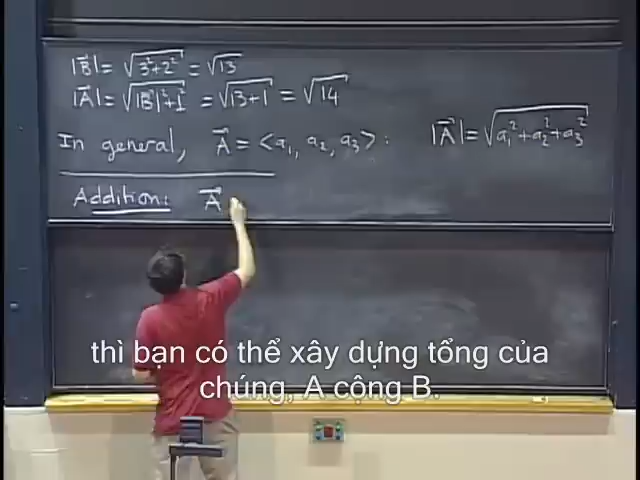 |B⃗| = √(3²+2²) = √13
|A⃗| = √(|B⃗|²+1²) = √(13+1) = √14
In general, A⃗ = <a₁, a₂, a₃> : |A⃗| = √(a₁²+a₂²+a₃²)
Addition: A⃗
thì bạn có thể xây dựng tổng của
chúng, A cộng B.